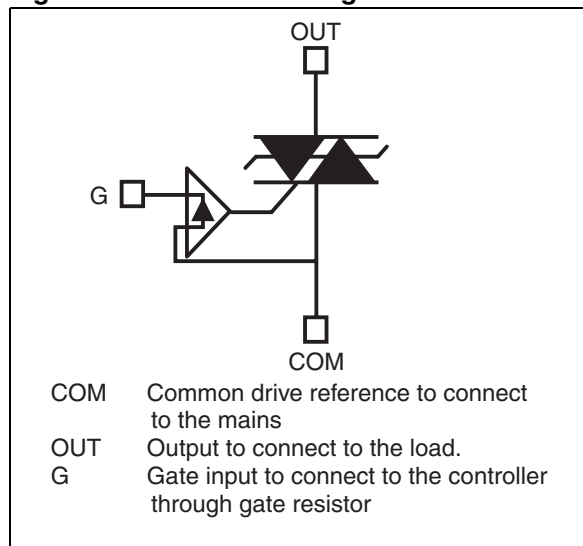 OUT
G
COM
COM Common drive reference to connect
to the mains
OUT Output to connect to the load.
G Gate input to connect to the controller
through gate resistor